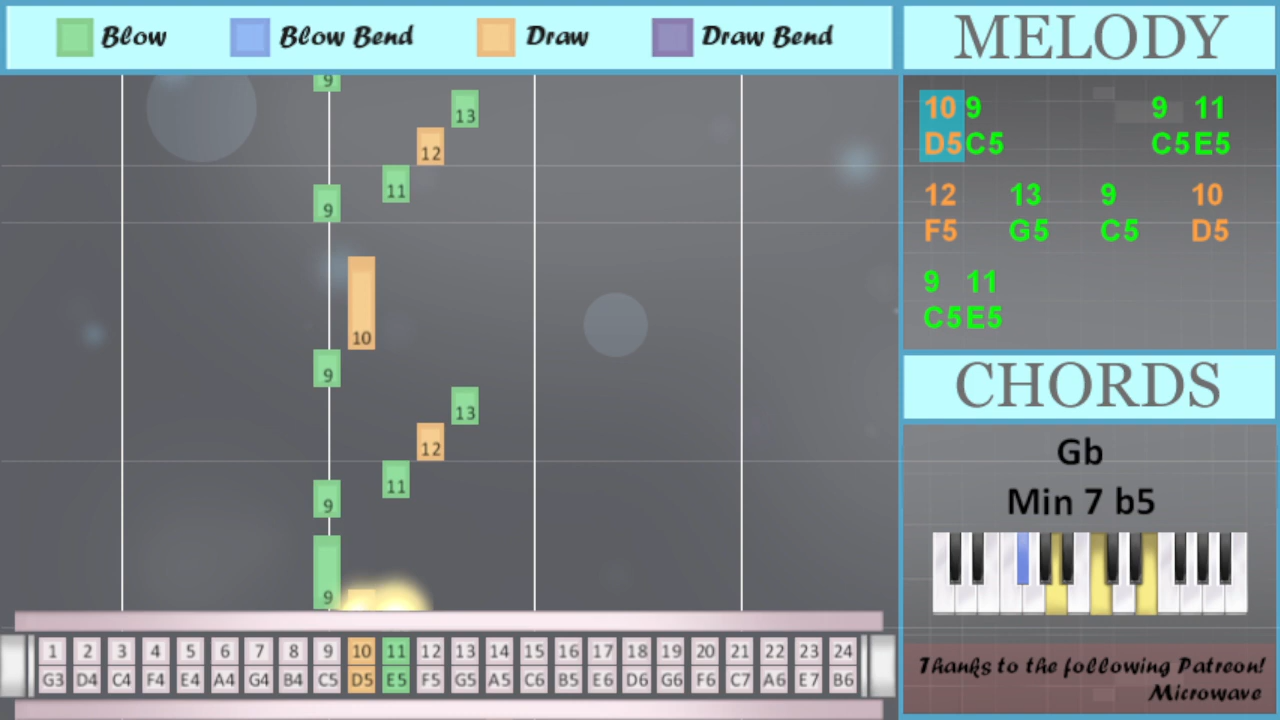 Blow Blow Bend Draw Draw Bend
MELODY
10 9 9 11
D5 C5 C5 E5
12 13 9 10
F5 G5 C5 D5
9 11
C5 E5
CHORDS
Gb
Min 7 b5
Thanks to the following Patreon!
Microwave
9
13
12
11
9
10
9
13
12
11
9
9
1 2 3 4 5 6 7 8 9 10 11 12 13 14 15 16 17 18 19 20 21 22 23 24
G3 D4 C4 F4 E4 A4 G4 B4 C5 D5 E5 F5 G5 A5 C6 B5 E6 D6 G6 F6 C7 A6 E7 B6